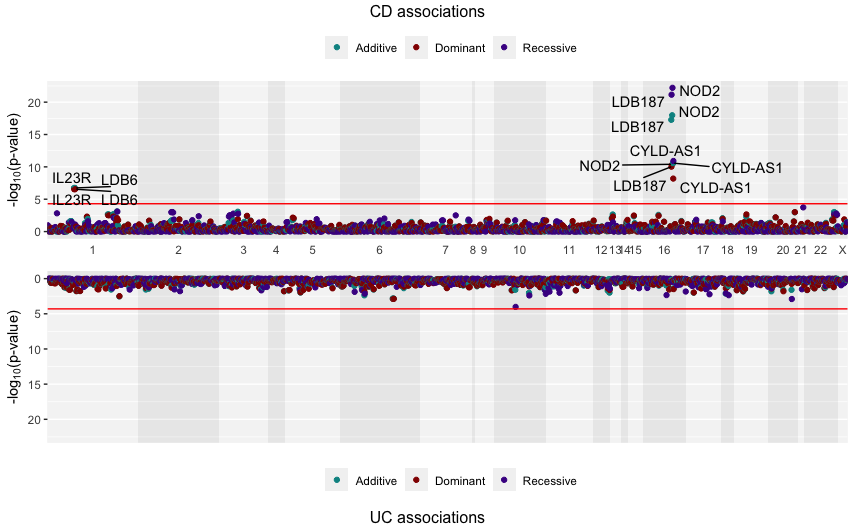 CD associations
Additive Dominant Recessive
-log10(p-value)
20
15
10
5
0
NOD2
LDB187
NOD2
LDB187
CYLD-AS1
NOD2
CYLD-AS1
LDB187
CYLD-AS1
IL23R LDB6
IL23R LDB6
1 2 3 4 5 6 7 8 9 10 11 12 13 14 15 16 17 18 19 20 21 22 X
-log10(p-value)
0
5
10
15
20
Additive Dominant Recessive
UC associations